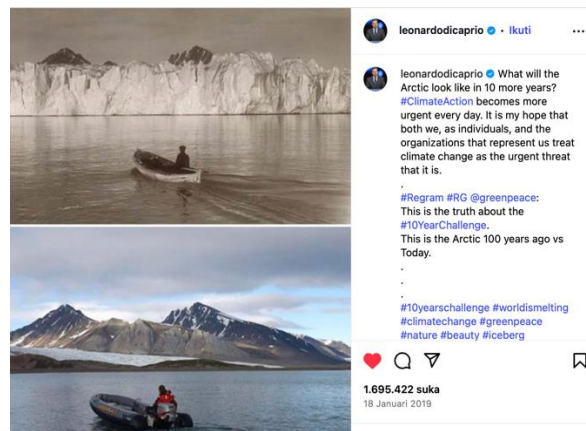 leonardodicaprio • Ikuti
leonardodicaprio What will the
Arctic look like in 10 more years?
#ClimateAction becomes more
urgent every day. It is my hope that
both we, as individuals, and the
organizations that represent us treat
climate change as the urgent threat
that it is.
.
#Regram #RG @greenpeace:
This is the truth about the
#10YearChallenge.
This is the Arctic 100 years ago vs
Today.
.
.
.
#10yearschallenge #worldismelting
#climatechange #greenpeace
#nature #beauty #iceberg
1.695.422 suka
18 Januari 2019